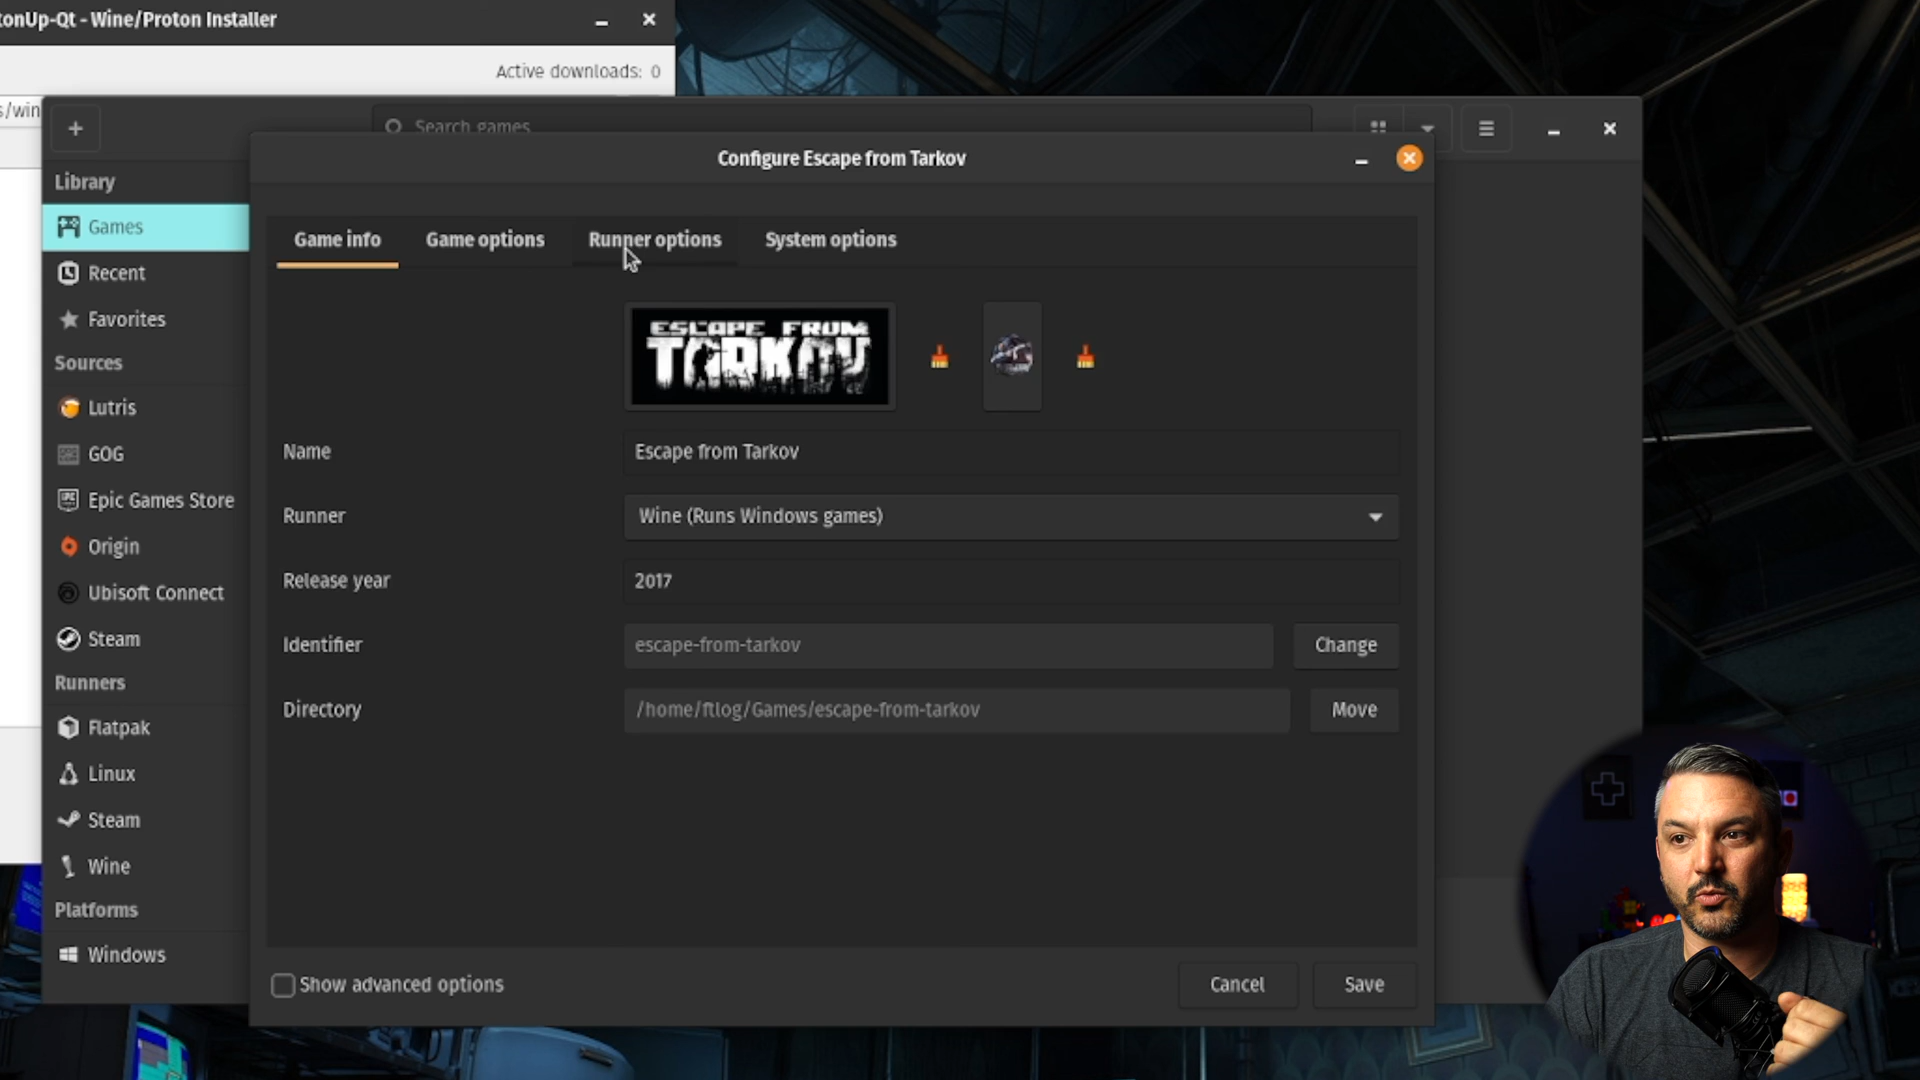 tonUp-Qt - Wine/Proton Installer
Active downloads: 0
s/win
Search games
Configure Escape from Tarkov
Library
Games
Recent
Favorites
Sources
Lutris
GOG
Epic Games Store
Origin
Ubisoft Connect
Steam
Runners
Flatpak
Linux
Steam
Wine
Platforms
Windows
Game info
Game options
Runner options
System options
ESCAPE FROM
TARKOV
Name
Escape from Tarkov
Runner
Wine (Runs Windows games)
Release year
2017
Identifier
escape-from-tarkov
Change
Directory
/home/ftlog/Games/escape-from-tarkov
Move
Show advanced options
Cancel
Save